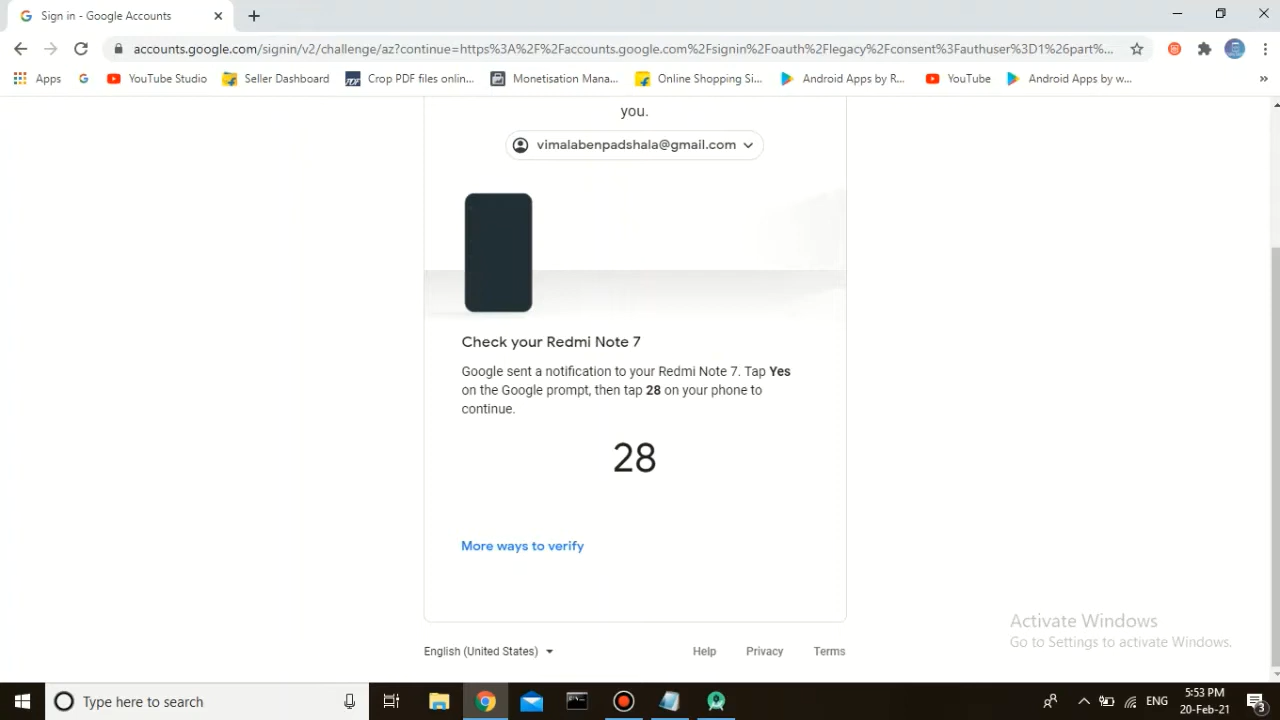 Sign in - Google Accounts
accounts.google.com/signin/v2/challenge/az?continue=https%3A%2F%2Faccounts.google.com%2Fsignin%2Foauth%2Flegacy%2Fconsent%3Fauthuser%3D1%26part%...
Apps YouTube Studio Seller Dashboard Crop PDF files onlin... Monetisation Mana... Online Shopping Si... Android Apps by R... YouTube Android Apps by w... »
you.
vimalabenpadshala@gmail.com
Check your Redmi Note 7
Google sent a notification to your Redmi Note 7. Tap Yes
on the Google prompt, then tap 28 on your phone to
continue.
28
More ways to verify
Activate Windows
Go to Settings to activate Windows.
English (United States) Help Privacy Terms
Type here to search
ENG
5:53 PM
20-Feb-21
3